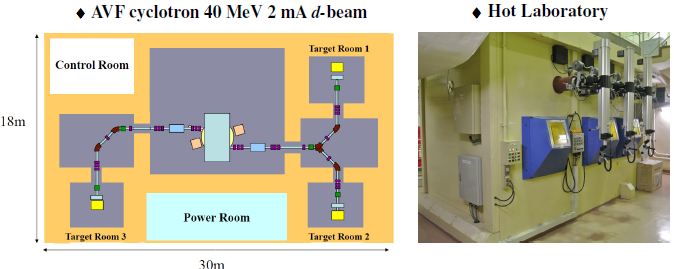 ♦ AVF cyclotron 40 MeV 2 mA d-beam
♦ Hot Laboratory
Target Room 1
Control Room
18m
Power Room
Target Room 3
Target Room 2
30m